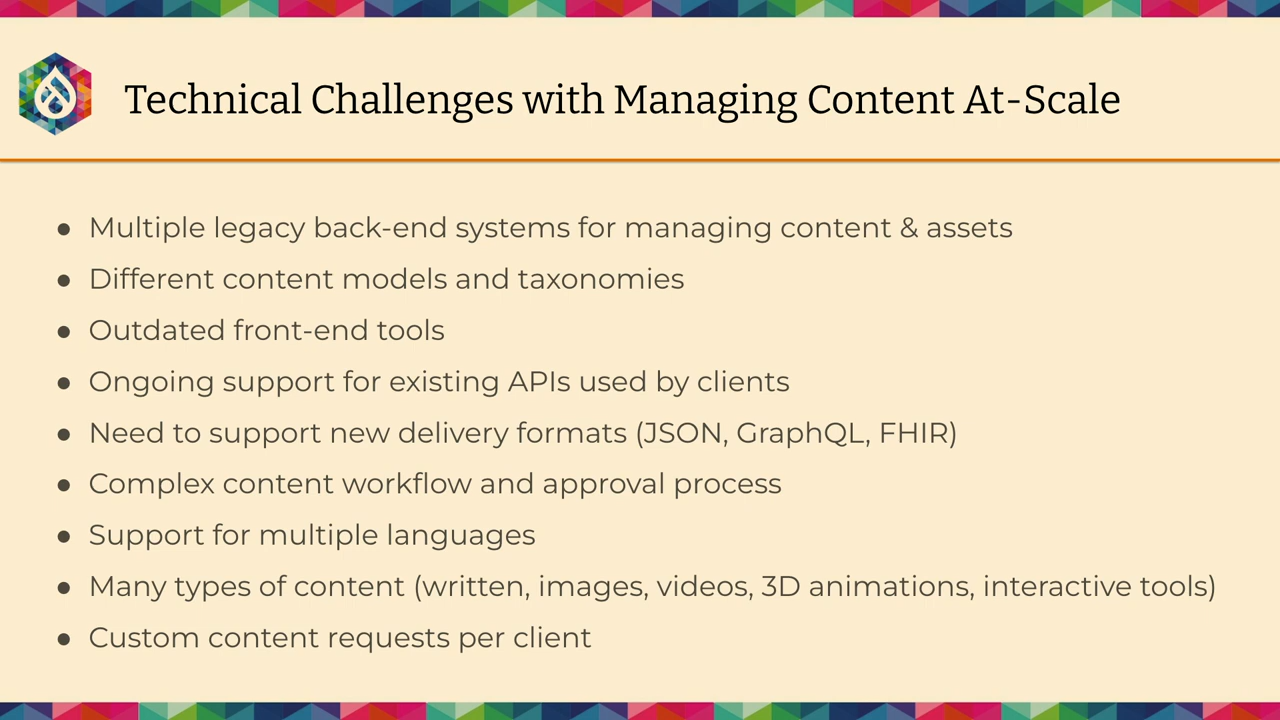 Technical Challenges with Managing Content At-Scale
● Multiple legacy back-end systems for managing content & assets
● Different content models and taxonomies
● Outdated front-end tools
● Ongoing support for existing APIs used by clients
● Need to support new delivery formats (JSON, GraphQL, FHIR)
● Complex content workflow and approval process
● Support for multiple languages
● Many types of content (written, images, videos, 3D animations, interactive tools)
● Custom content requests per client